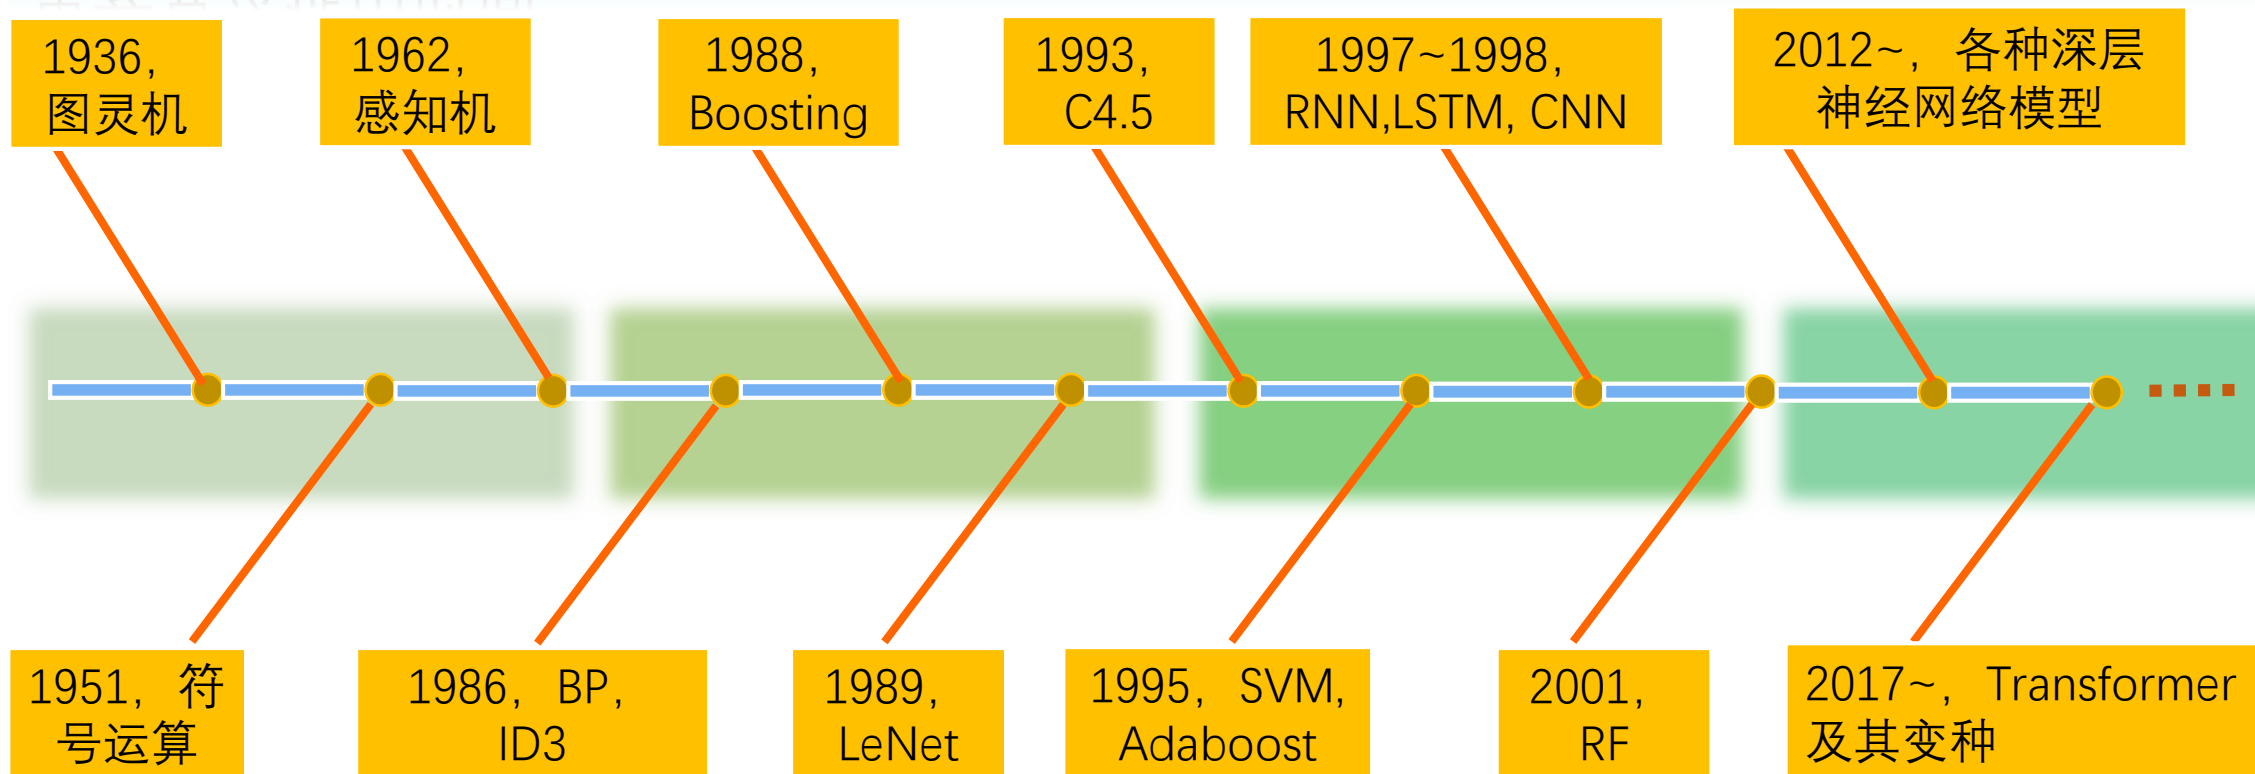 1936,
图灵机
1962,
感知机
1988,
Boosting
1993,
C4.5
1997~1998,
RNN,LSTM, CNN
2012~, 各种深层
神经网络模型
1951, 符
号运算
1986, BP,
ID3
1989,
LeNet
1995, SVM,
Adaboost
2001,
RF
2017~, Transformer
及其变种